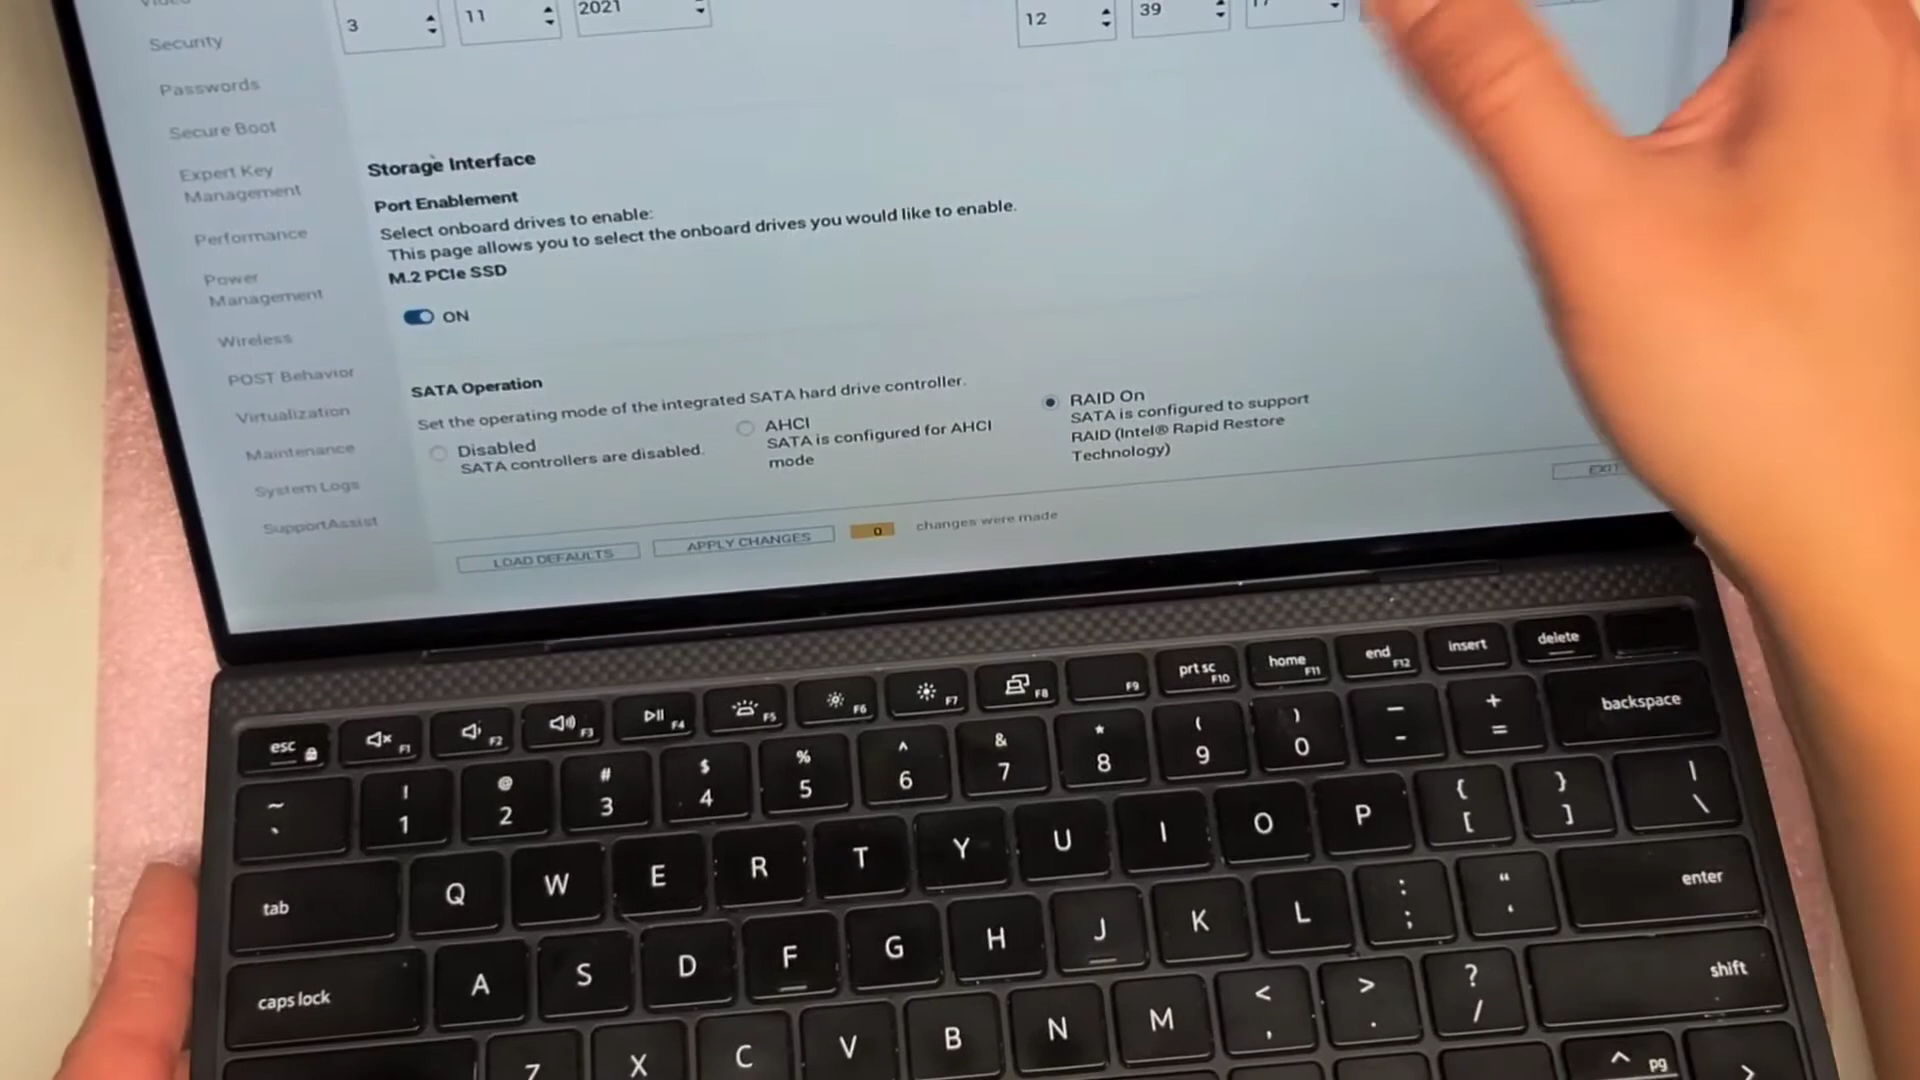 3 11 2021 12 39
Security
Passwords
Secure Boot
Expert Key
Management
Performance
Power
Management
Wireless
POST Behavior
Virtualization
Maintenance
System Logs
SupportAssist
Storage Interface
Port Enablement
Select onboard drives to enable:
This page allows you to select the onboard drives you would like to enable.
M.2 PCIe SSD
ON
SATA Operation
Set the operating mode of the integrated SATA hard drive controller.
Disabled
SATA controllers are disabled.
AHCI
SATA is configured for AHCI
mode
RAID On
SATA is configured to support
RAID (Intel® Rapid Restore
Technology)
EXIT
LOAD DEFAULTS APPLY CHANGES 0 changes were made
esc F1 F2 F3 F4 F5 F6 F7 F8 F9 prt sc F10 home F11 end F12 insert delete
~ ` ! 1 @ 2 # 3 $ 4 % 5 ^ 6 & 7 * 8 ( 9 ) 0 _ - + = backspace
tab Q W E R T Y U I O P { [ } ] | \
caps lock A S D F G H J K L : ; " ' enter
Z X C V B N M < , > . ? / shift
^ pg >